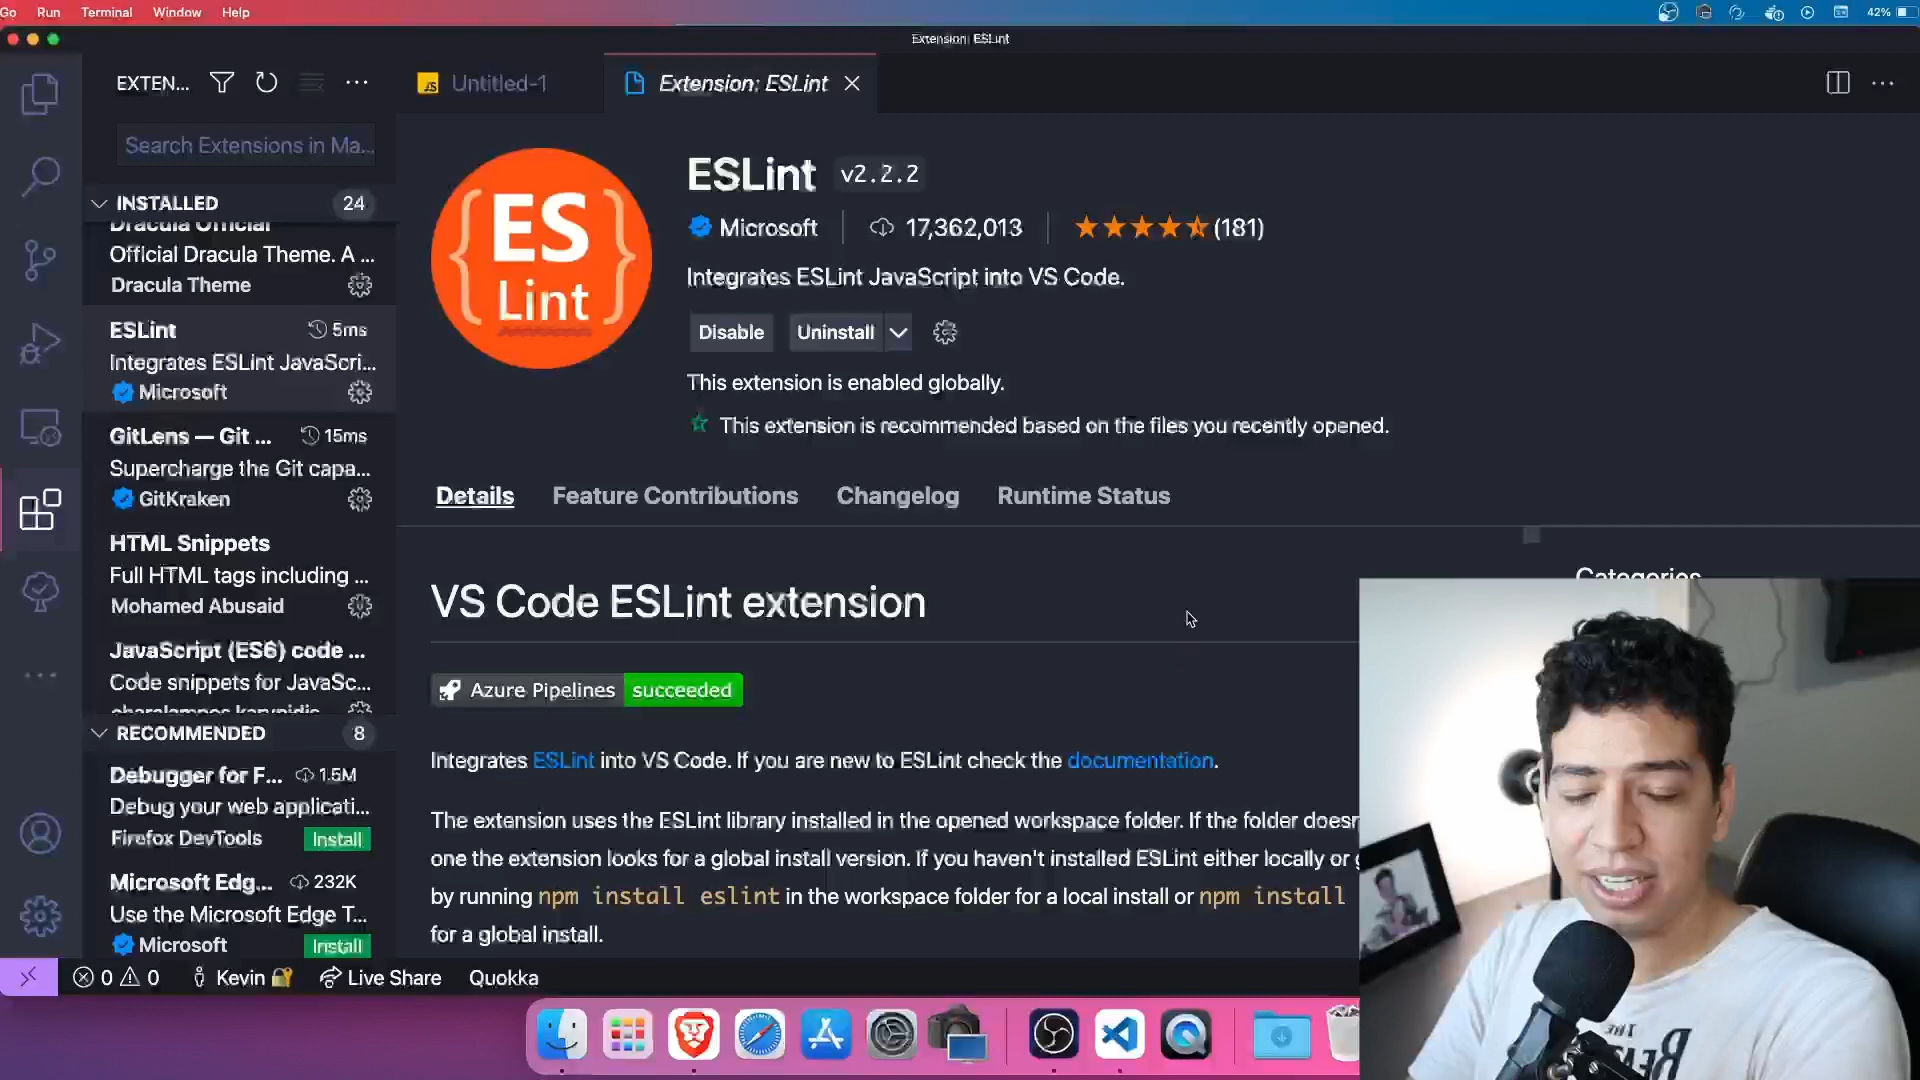 Go Run Terminal Window Help
42%
Extension: ESLint
EXTEN...
Untitled-1
Extension: ESLint
Search Extensions in Ma...
INSTALLED 24
Dracula Official
Official Dracula Theme. A ...
Dracula Theme
ESLint 5ms
Integrates ESLint JavaScri...
Microsoft
GitLens — Git ... 15ms
Supercharge the Git capa...
GitKraken
HTML Snippets
Full HTML tags including ...
Mohamed Abusaid
JavaScript (ES6) code ...
Code snippets for JavaSc...
charalampos karypidis
RECOMMENDED 8
Debugger for F... 1.5M
Debug your web applicati...
Firefox DevTools Install
Microsoft Edg... 232K
Use the Microsoft Edge T...
Microsoft Install
{ES
Lint}
ESLint v2.2.2
Microsoft 17,362,013 (181)
Integrates ESLint JavaScript into VS Code.
Disable Uninstall
This extension is enabled globally.
This extension is recommended based on the files you recently opened.
Details Feature Contributions Changelog Runtime Status
Categories
VS Code ESLint extension
Azure Pipelines succeeded
Integrates ESLint into VS Code. If you are new to ESLint check the documentation.
The extension uses the ESLint library installed in the opened workspace folder. If the folder doesn
one the extension looks for a global install version. If you haven't installed ESLint either locally or g
by running npm install eslint in the workspace folder for a local install or npm install
for a global install.
0 0 Kevin Live Share Quokka
THE